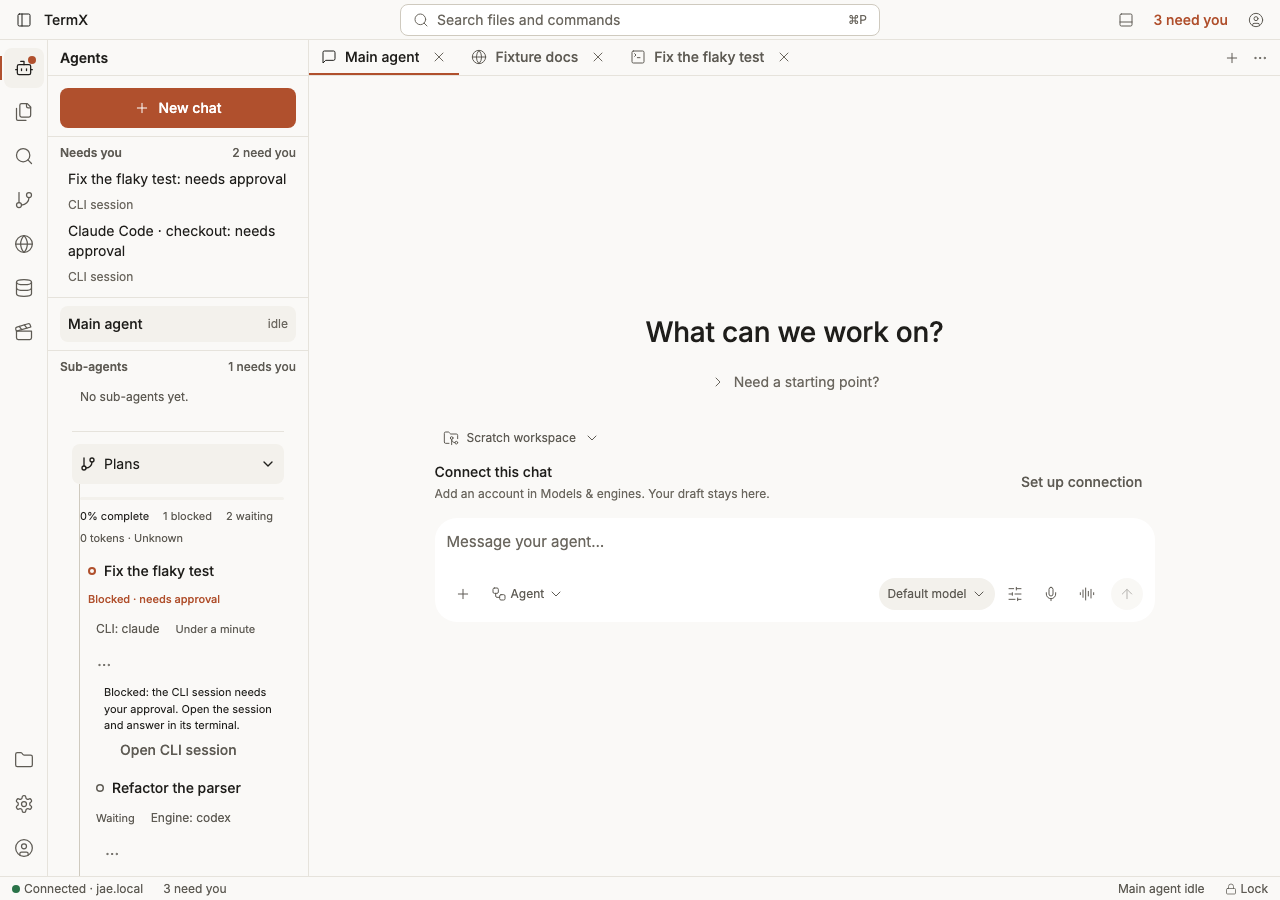 TermX
Search files and commands
⌘P
3 need you
Agents
Main agent
Fixture docs
Fix the flaky test
New chat
Needs you
2 need you
Fix the flaky test: needs approval
CLI session
Claude Code · checkout: needs
approval
CLI session
Main agent
idle
Sub-agents
1 needs you
No sub-agents yet.
Plans
0% complete
1 blocked
2 waiting
0 tokens · Unknown
Fix the flaky test
Blocked · needs approval
CLI: claude
Under a minute
...
Blocked: the CLI session needs
your approval. Open the session
and answer in its terminal.
Open CLI session
Refactor the parser
Waiting
Engine: codex
...
What can we work on?
Need a starting point?
Scratch workspace
Connect this chat
Add an account in Models & engines. Your draft stays here.
Set up connection
Message your agent...
Agent
Default model
Connected · jae.local
3 need you
Main agent idle
Lock